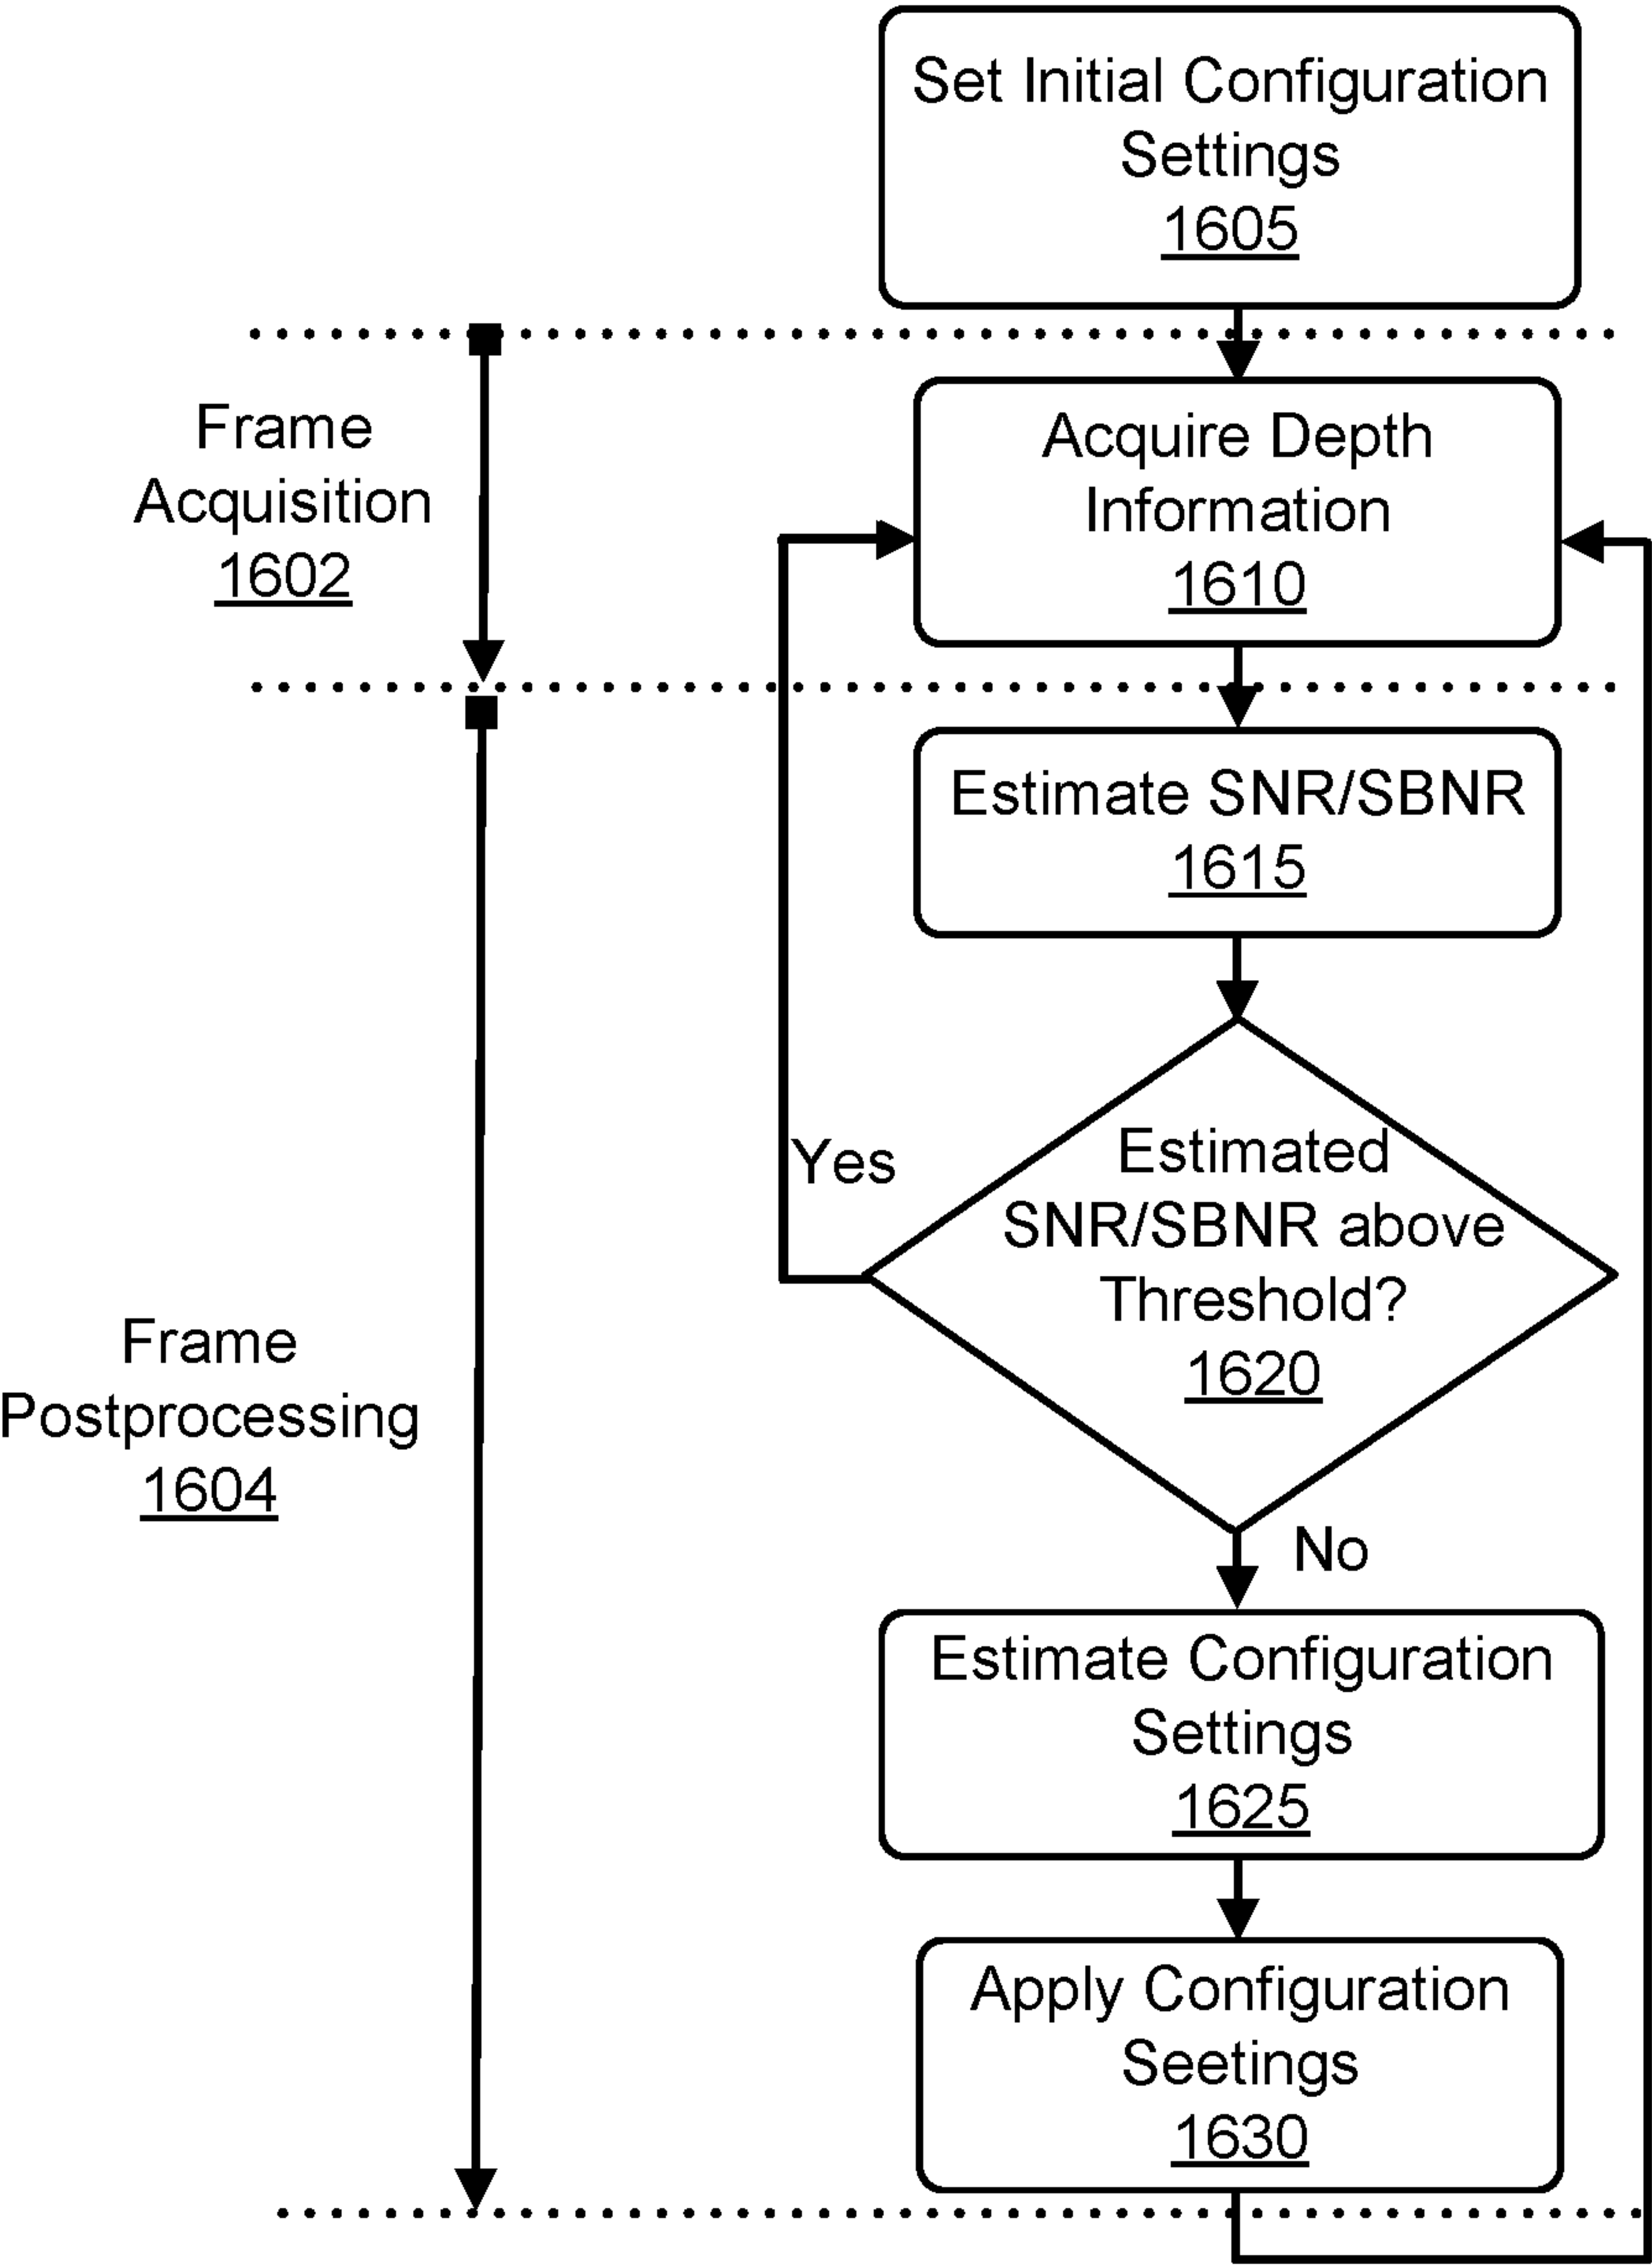 Set Initial Configuration
Settings
1605
Frame
Acquisition
1602
Acquire Depth
Information
1610
Estimate SNR/SBNR
1615
Yes
Estimated
SNR/SBNR above
Threshold?
1620
Frame
Postprocessing
1604
No
Estimate Configuration
Settings
1625
Apply Configuration
Seetings
1630